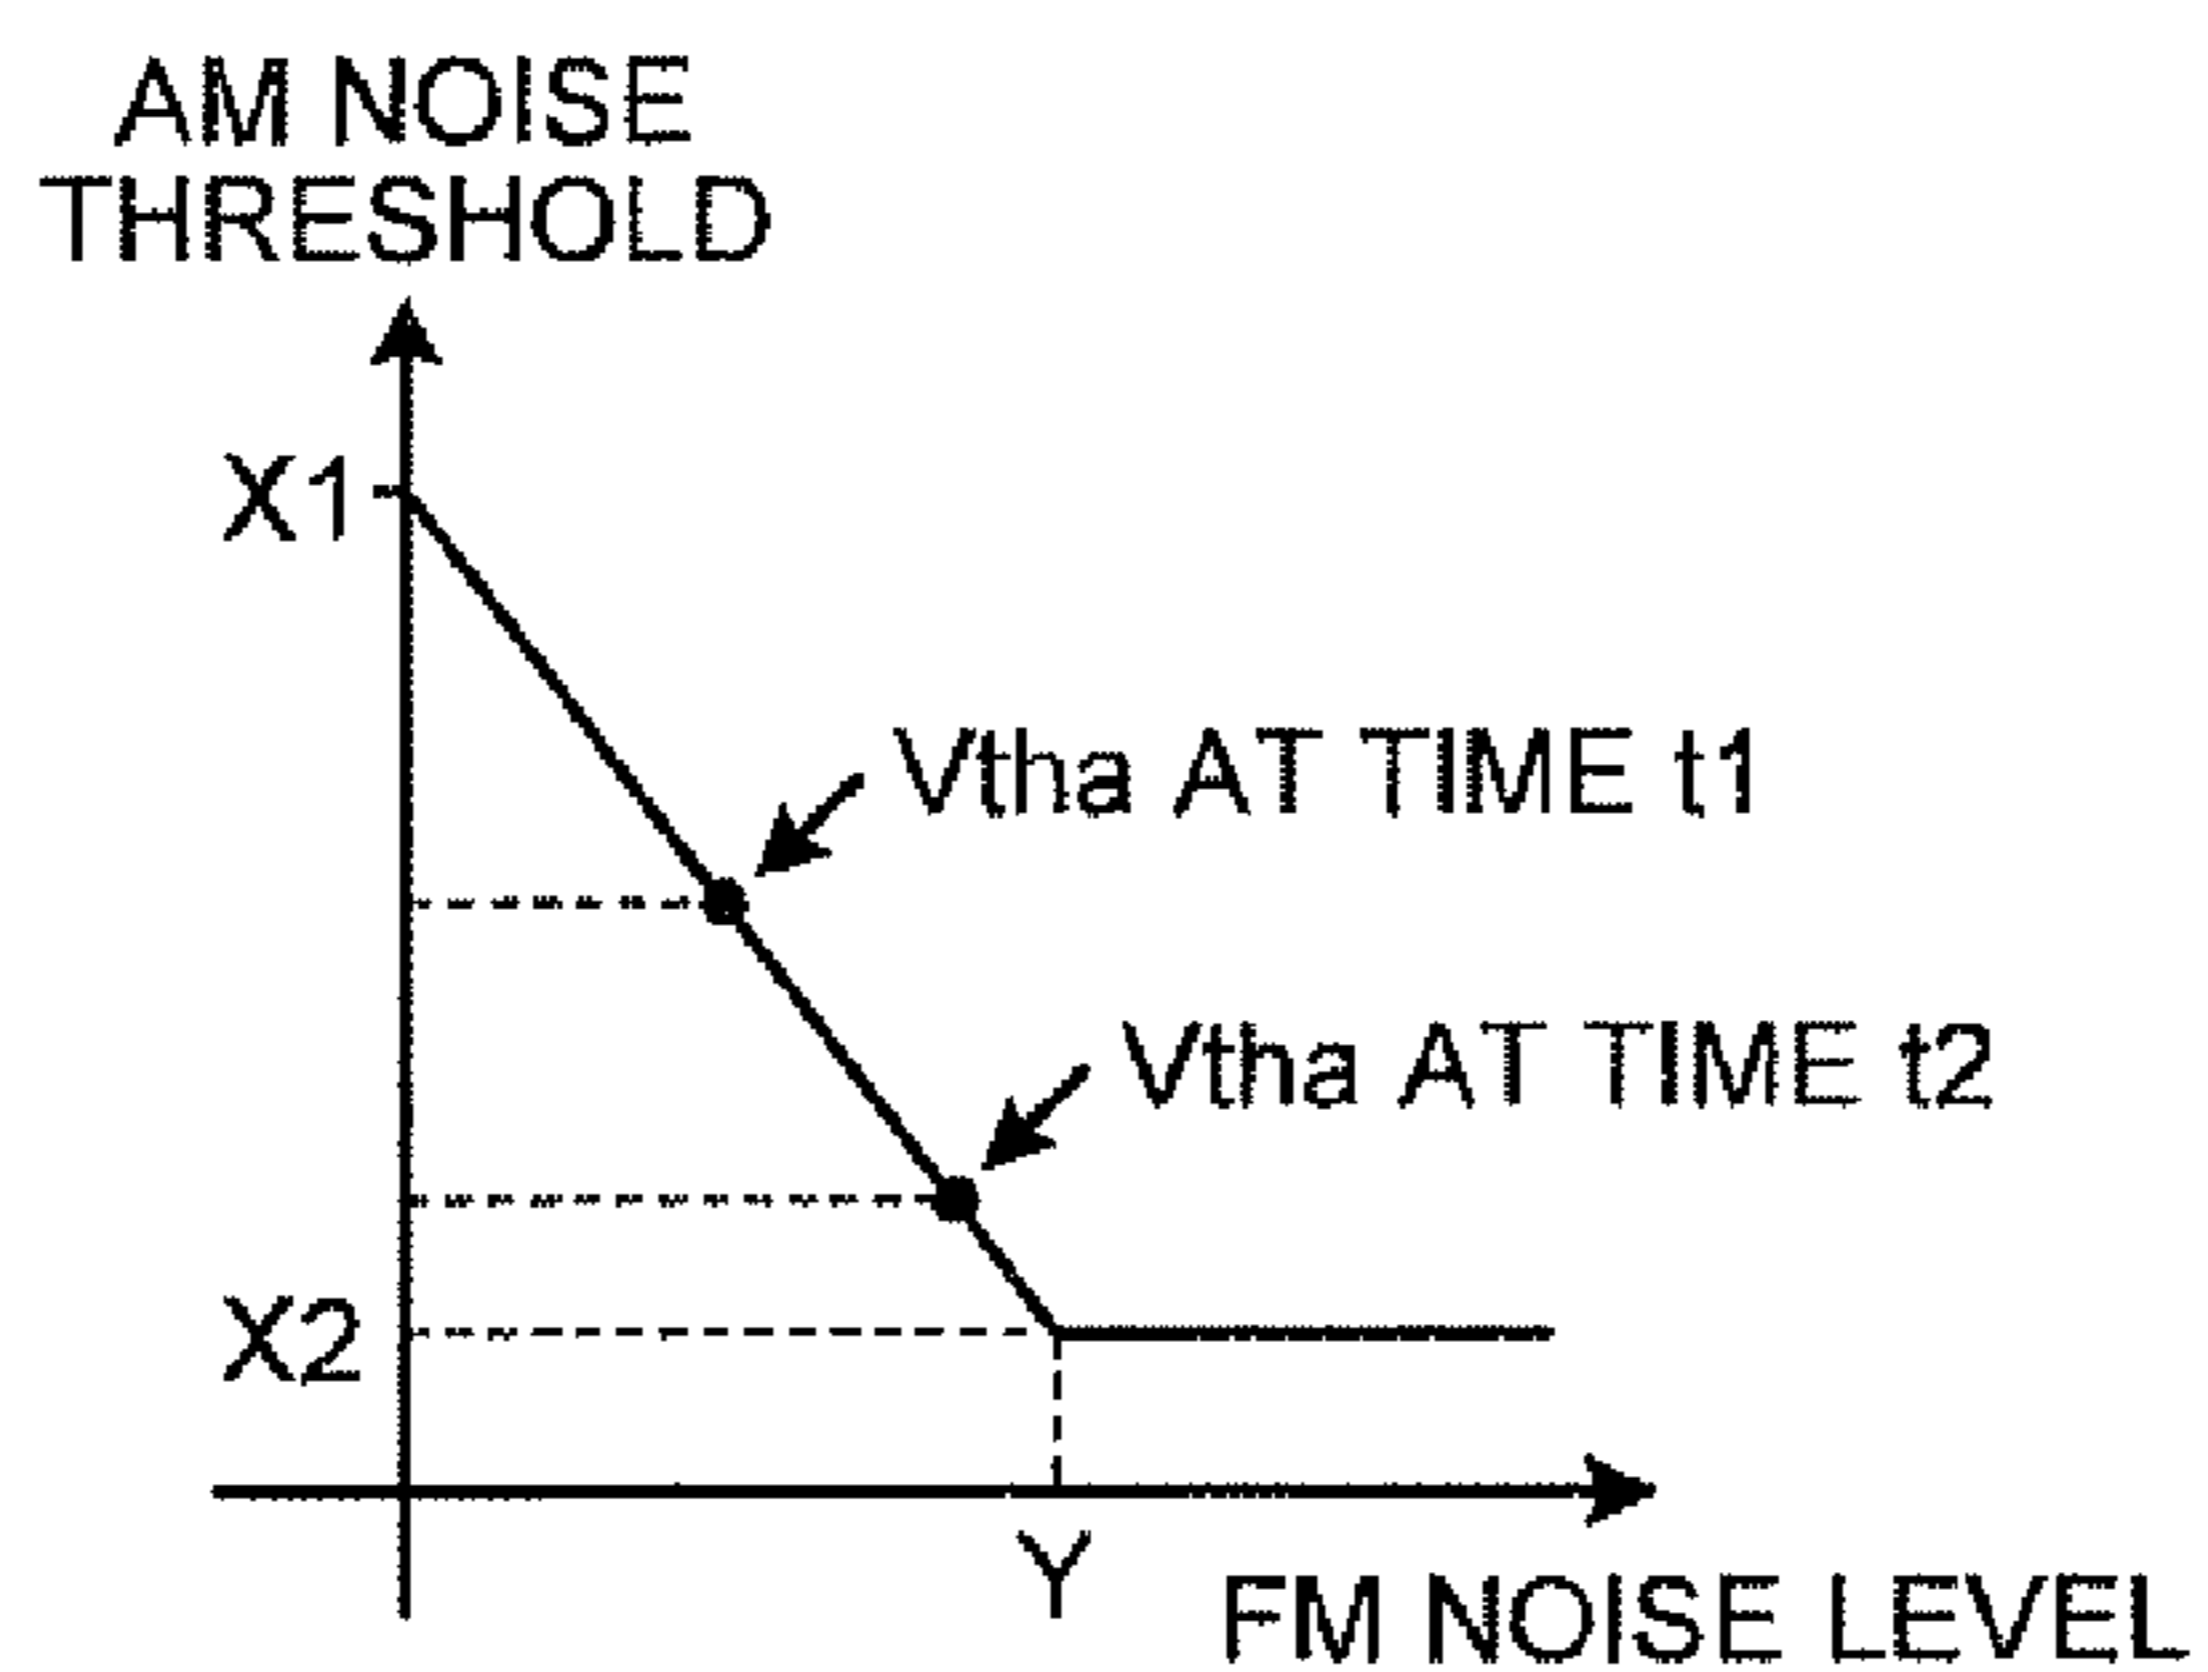 AM NOISE
THRESHOLD
X1
Vtha AT TIME t1
Vtha AT TIME t2
X2
Y
FM NOISE LEVEL